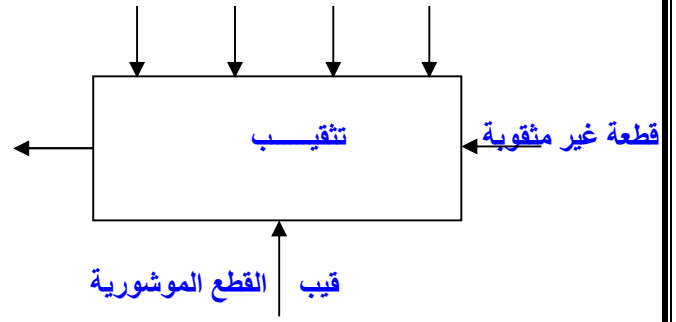 تثقيـــــب
قطعة غير مثقوبة
قيب القطع الموشورية